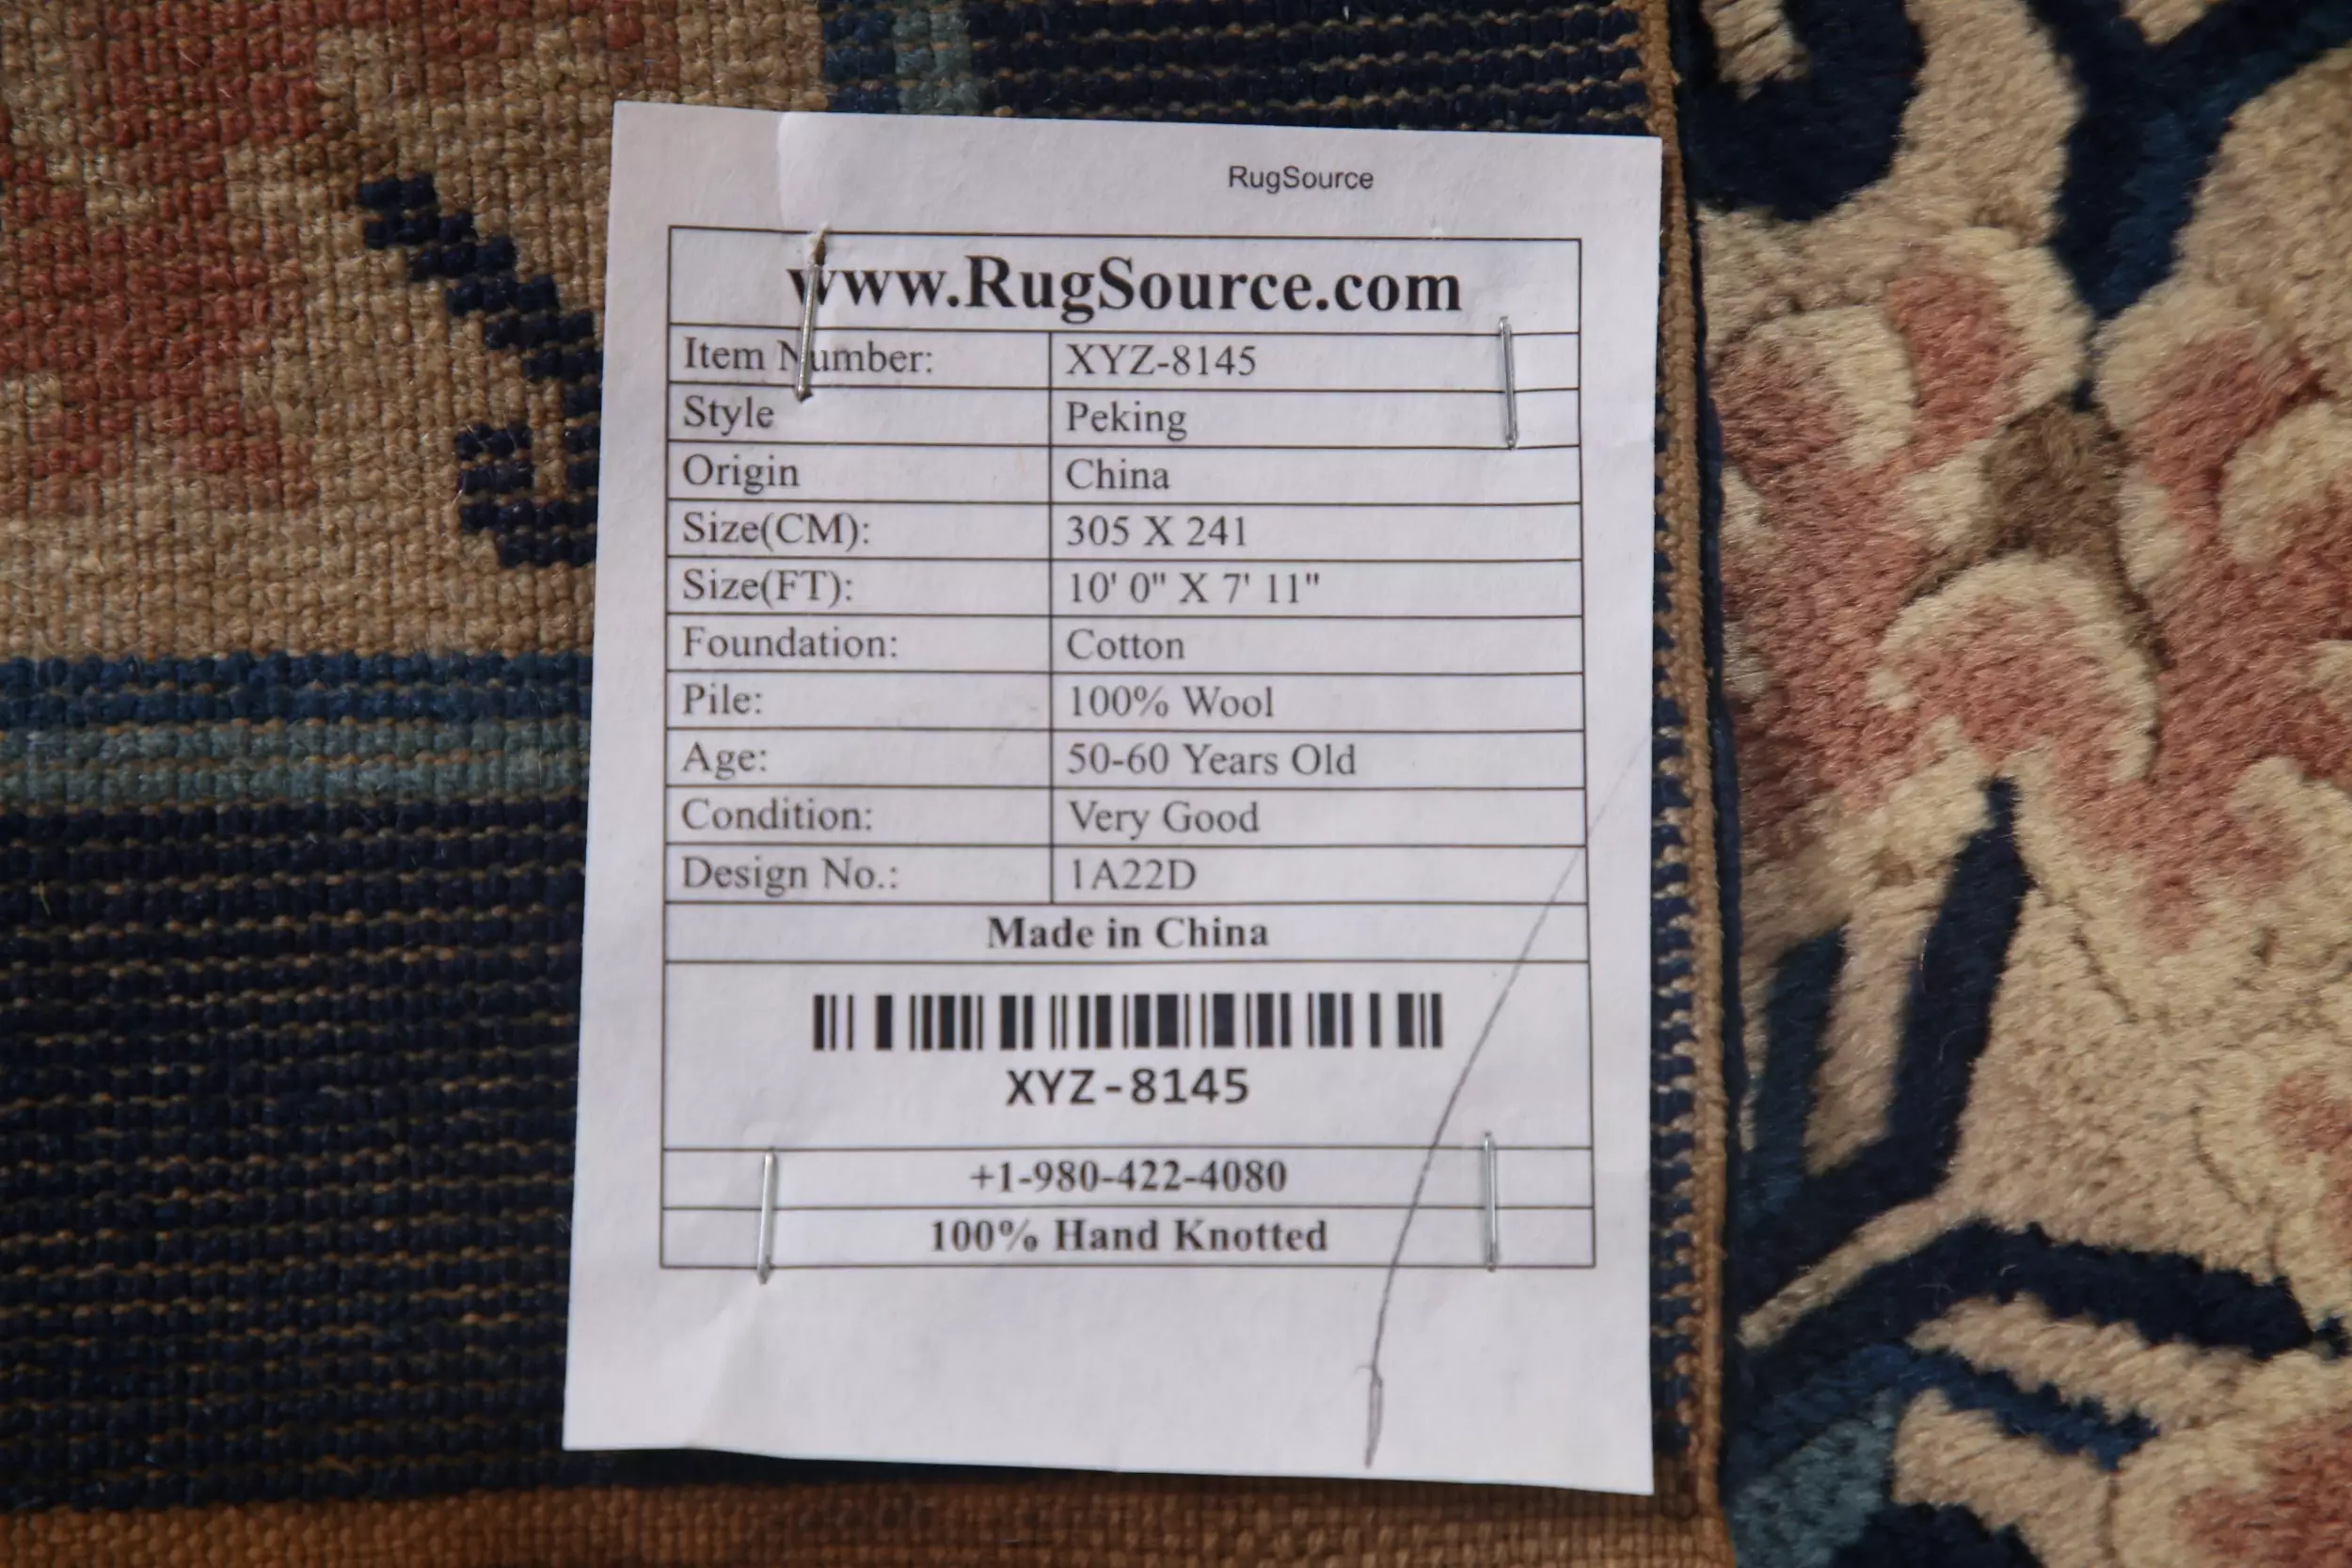 RugSource
www.RugSource.com
Item Number: XYZ-8145
Style Peking
Origin China
Size(CM): 305 X 241
Size(FT): 10' 0" X 7' 11"
Foundation: Cotton
Pile: 100% Wool
Age: 50-60 Years Old
Condition: Very Good
Design No.: 1A22D
Made in China
XYZ-8145
+1-980-422-4080
100% Hand Knotted